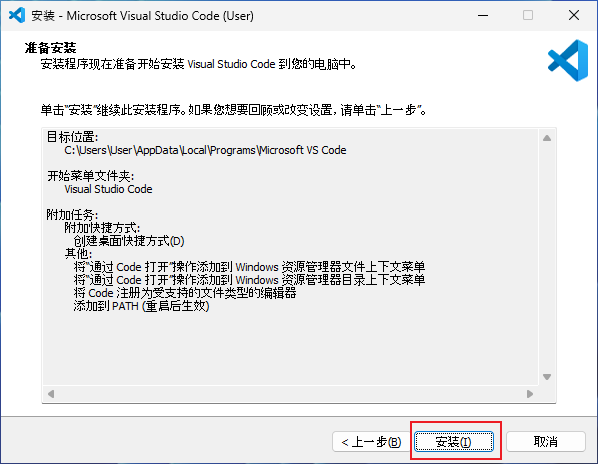 安装 - Microsoft Visual Studio Code (User)
准备安装
安装程序现在准备开始安装 Visual Studio Code 到您的电脑中。
单击“安装”继续此安装程序。如果您想要回顾或改变设置，请单击“上一步”。
目标位置:
C:\Users\User\AppData\Local\Programs\Microsoft VS Code
开始菜单文件夹:
Visual Studio Code
附加任务:
附加快捷方式:
创建桌面快捷方式(D)
其他:
将“通过 Code 打开”操作添加到 Windows 资源管理器文件上下文菜单
将“通过 Code 打开”操作添加到 Windows 资源管理器目录上下文菜单
将 Code 注册为受支持的文件类型的编辑器
添加到 PATH (重启后生效)
< 上一步(B) 安装(I) 取消